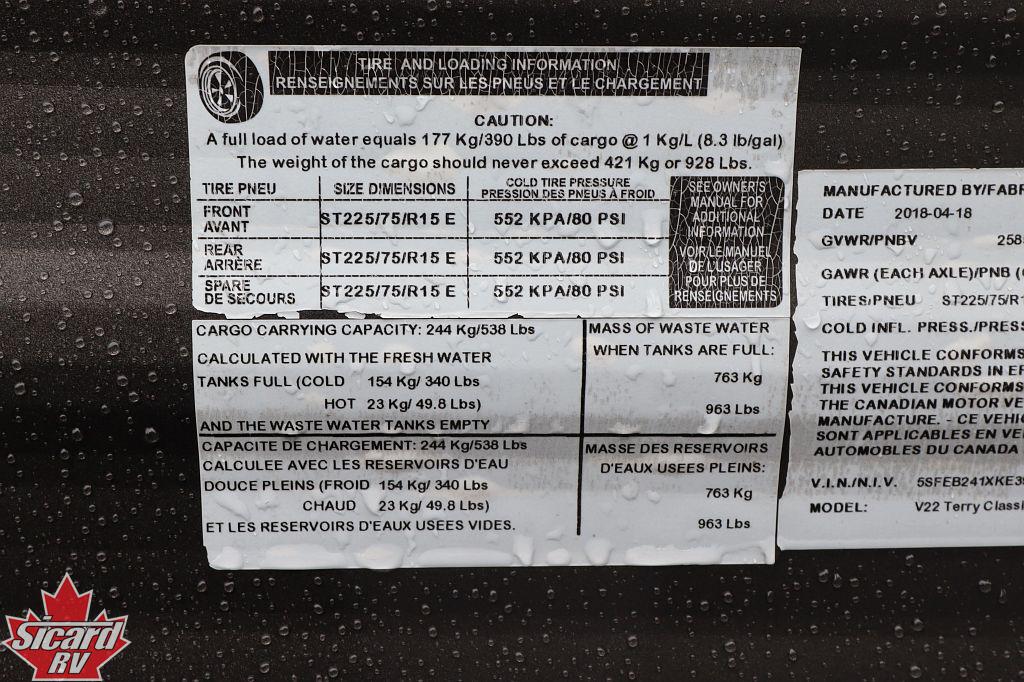 TIRE AND LOADING INFORMATION
RENSEIGNEMENTS SUR LES PNEUS ET LE CHARGEMENT
CAUTION:
A full load of water equals 177 Kg/390 Lbs of cargo @ 1 Kg/L (8.3 lb/gal)
The weight of the cargo should never exceed 421 Kg or 928 Lbs.
TIRE PNEU SIZE DIMENSIONS COLD TIRE PRESSURE
PRESSION DES PNEUS À FROID
FRONT
AVANT ST225/75/R15 E 552 KPA/80 PSI
REAR
ARRÈRE ST225/75/R15 E 552 KPA/80 PSI
SPARE
DE SECOURS ST225/75/R15 E 552 KPA/80 PSI
SEE OWNER'S
MANUAL FOR
ADDITIONAL
INFORMATION
VOIR LE MANUEL
DE L'USAGER
POUR PLUS DE
RENSEIGNEMENTS
CARGO CARRYING CAPACITY: 244 Kg/538 Lbs
CALCULATED WITH THE FRESH WATER
TANKS FULL (COLD 154 Kg/ 340 Lbs
HOT 23 Kg/ 49.8 Lbs)
AND THE WASTE WATER TANKS EMPTY
MASS OF WASTE WATER
WHEN TANKS ARE FULL:
763 Kg
963 Lbs
CAPACITE DE CHARGEMENT: 244 Kg/538 Lbs
CALCULEE AVEC LES RESERVOIRS D'EAU
DOUCE PLEINS (FROID 154 Kg/ 340 Lbs
CHAUD 23 Kg/ 49.8 Lbs)
ET LES RESERVOIRS D'EAUX USEES VIDES.
MASSE DES RESERVOIRS
D'EAUX USEES PLEINS:
763 Kg
963 Lbs
MANUFACTURED BY/FABR
DATE 2018-04-18
GVWR/PNBV 258
GAWR (EACH AXLE)/PNB (
TIRES/PNEU ST225/75/R1
COLD INFL. PRESS./PRESS
THIS VEHICLE CONFORMS
SAFETY STANDARDS IN EF
THIS VEHICLE CONFORMS
THE CANADIAN MOTOR VE
MANUFACTURE. - CE VEHIC
SONT APPLICABLES EN VE
AUTOMOBILES DU CANADA
V.I.N./N.I.V. 5SFEB241XKE3
MODEL: V22 Terry Classi
Sicard
RV